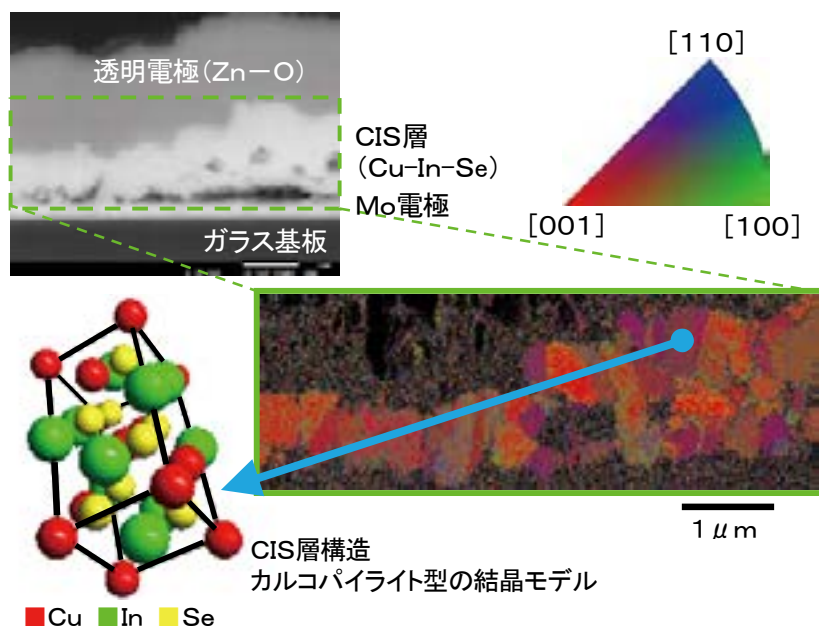 透明電極(Zn－O)
CIS層
(Cu-In-Se)
Mo電極
ガラス基板
[110]
[001]
[100]
1μm
CIS層構造
カルコパイライト型の結晶モデル
Cu In Se